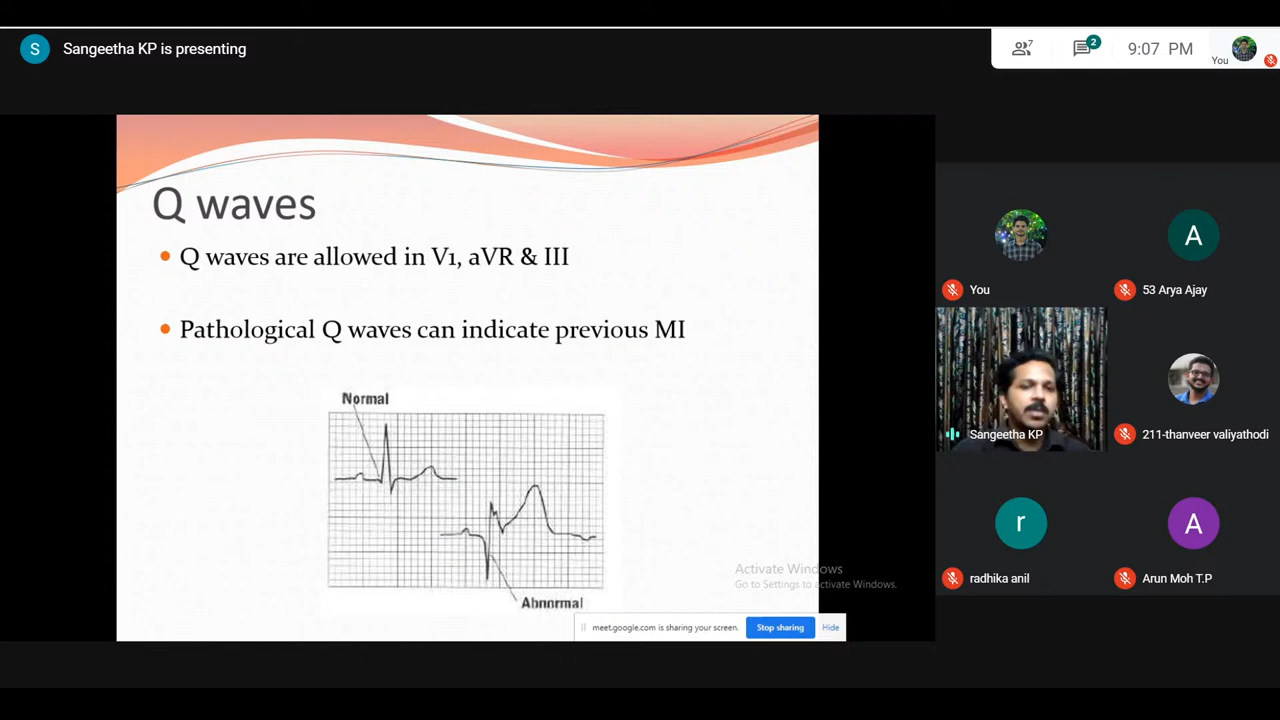 S
Sangeetha KP is presenting
7
2
9:07 PM
You
Q waves
Q waves are allowed in V1, aVR & III
Pathological Q waves can indicate previous MI
Normal
Abnormal
Activate Windows
Go to Settings to activate Windows.
meet.google.com is sharing your screen.
Stop sharing
Hide
You
A
53 Arya Ajay
Sangeetha KP
211-thanveer valiyathodi
r
radhika anil
A
Arun Moh T.P